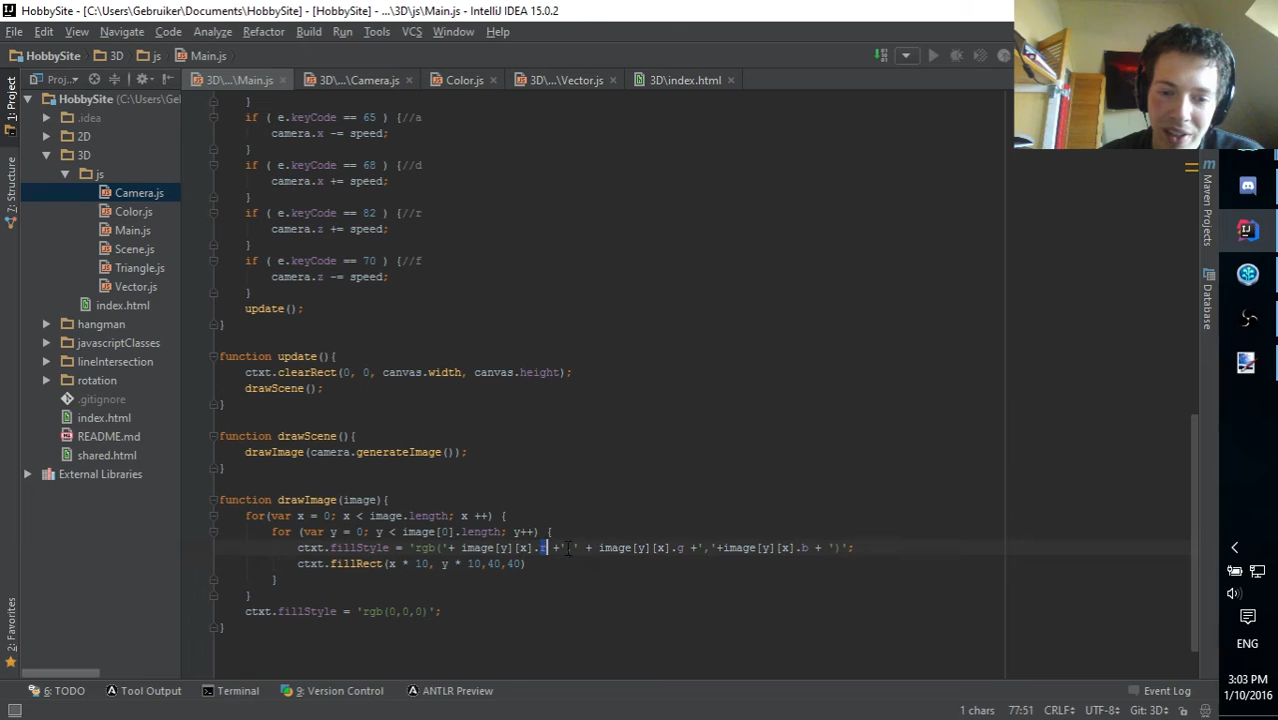 HobbySite - [C:\Users\Gebruiker\Documents\HobbySite] - [HobbySite] - ...\3D\js\Main.js - IntelliJ IDEA 15.0.2
File Edit View Navigate Code Analyze Refactor Build Run Tools VCS Window Help
HobbySite 3D js Main.js
1: Project
7: Structure
2: Favorites
Proj...
3D\...\Main.js 3D\...\Camera.js Color.js 3D\...\Vector.js 3D\index.html
HobbySite (C:\Users\Gel
.idea
2D
3D
js
Camera.js
Color.js
Main.js
Scene.js
Triangle.js
Vector.js
index.html
hangman
javascriptClasses
lineIntersection
rotation
.gitignore
index.html
README.md
shared.html
External Libraries
}
if ( e.keyCode == 65 ) {//a
camera.x -= speed;
}
if ( e.keyCode == 68 ) {//d
camera.x += speed;
}
if ( e.keyCode == 82 ) {//r
camera.z += speed;
}
if ( e.keyCode == 70 ) {//f
camera.z -= speed;
}
update();
}
function update(){
ctxt.clearRect(0, 0, canvas.width, canvas.height);
drawScene();
}
function drawScene(){
drawImage(camera.generateImage());
}
function drawImage(image){
for(var x = 0; x < image.length; x ++) {
for (var y = 0; y < image[0].length; y++) {
ctxt.fillStyle = 'rgb('+ image[y][x].r +',' + image[y][x].g +','+image[y][x].b + ')';
ctxt.fillRect(x * 10, y * 10,40,40)
}
}
ctxt.fillStyle = 'rgb(0,0,0)';
}
Maven Projects
Database
6: TODO Tool Output Terminal 9: Version Control ANTLR Preview Event Log
1 chars 77:51 CRLF UTF-8 Git: 3D
ENG
3:03 PM
1/10/2016